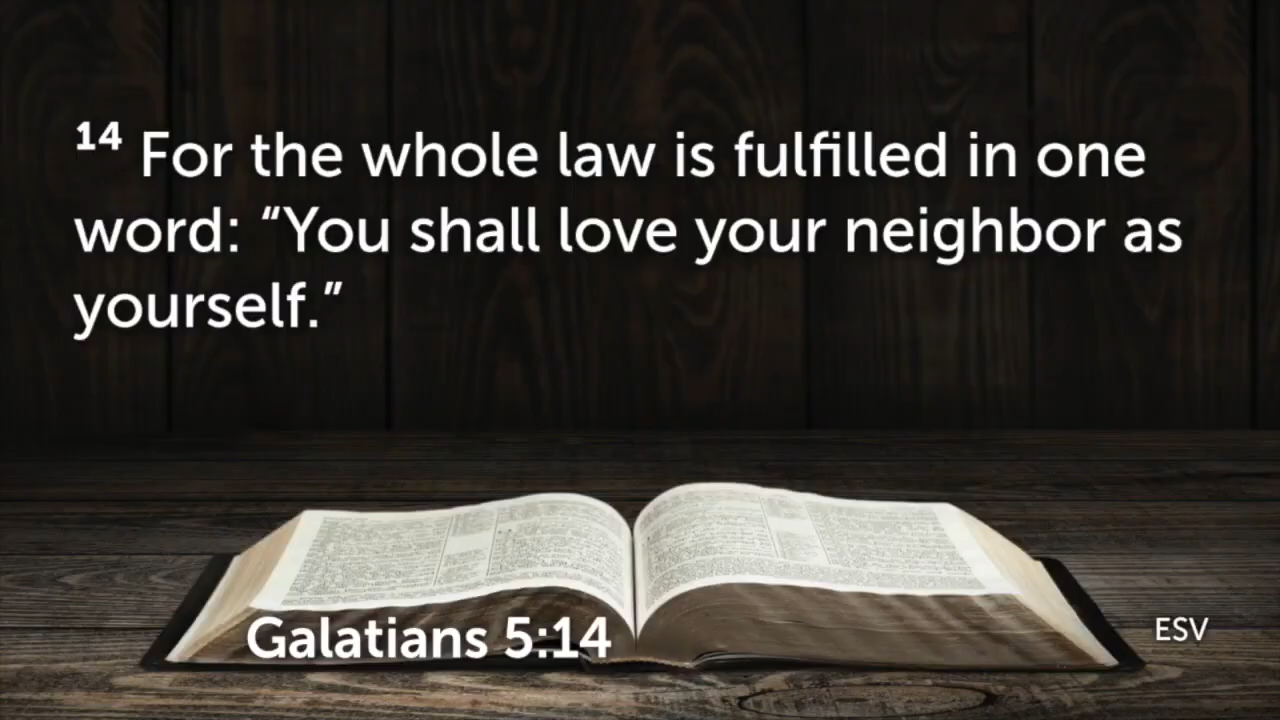 14 For the whole law is fulfilled in one
word: “You shall love your neighbor as
yourself.”
Galatians 5:14
ESV